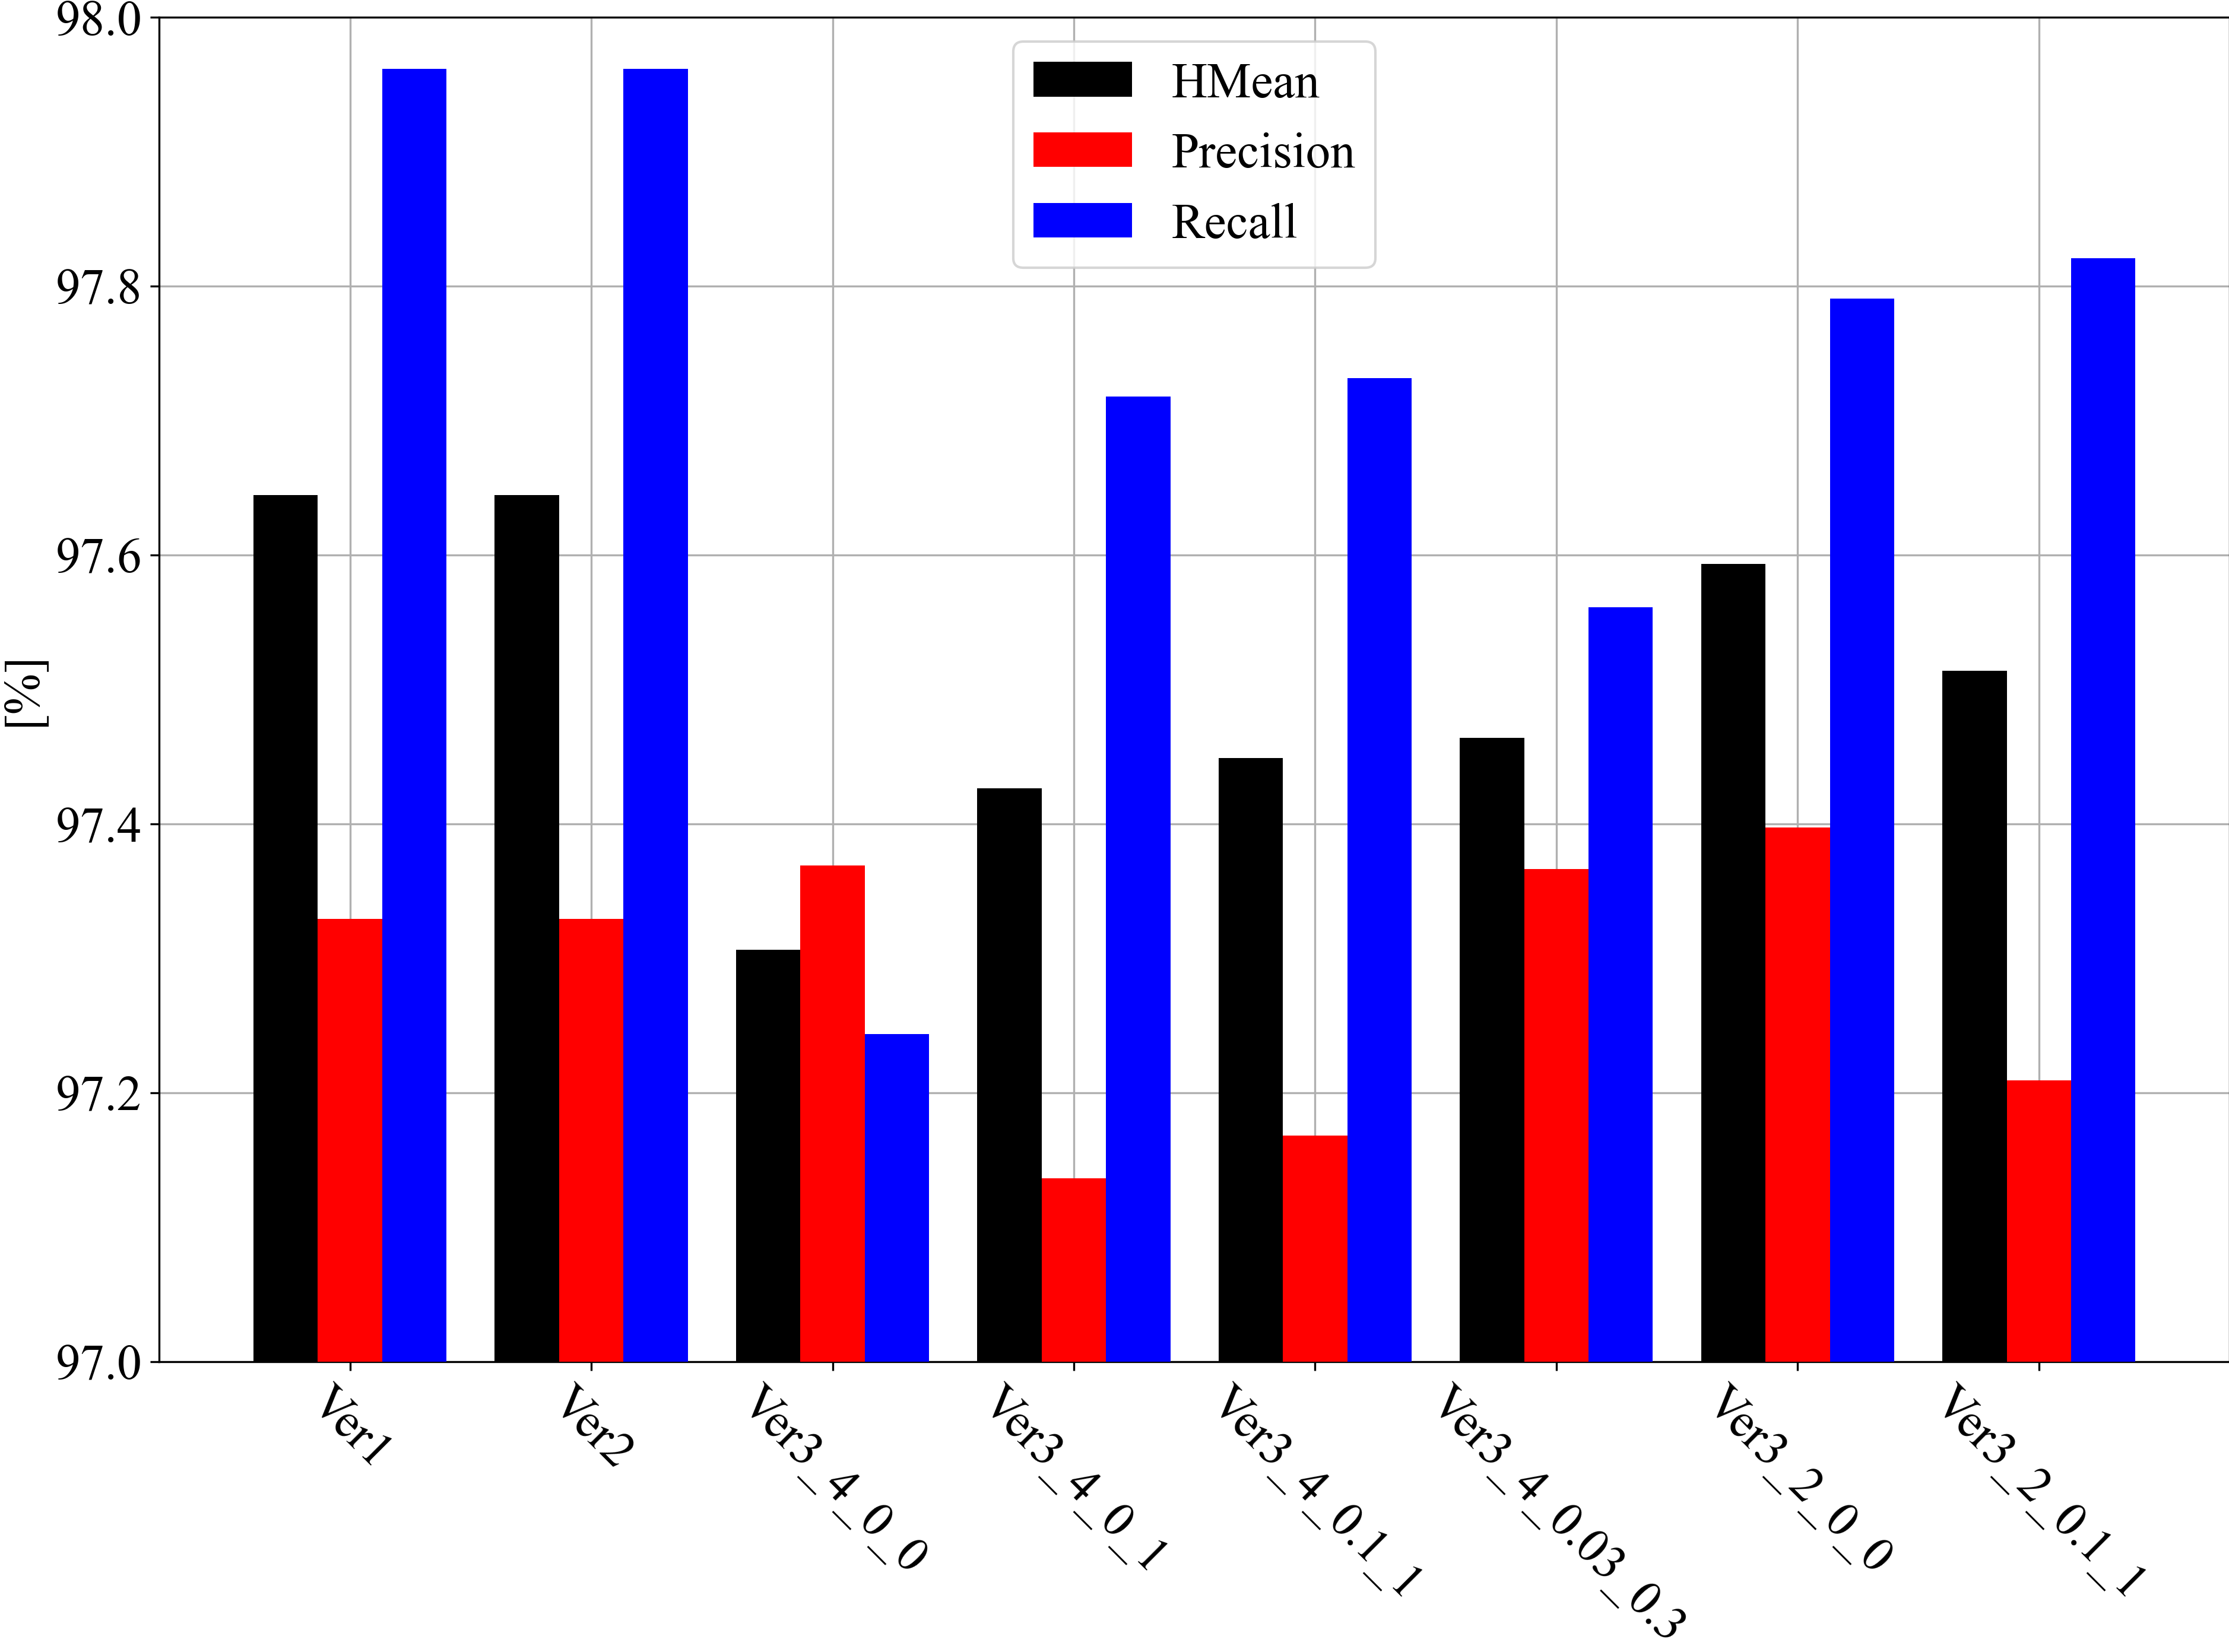 98.0
97.8
97.6
97.4
97.2
97.0
[%]
HMean
Precision
Recall
Ver1
Ver2
Ver3_4_0_0
Ver3_4_0_1
Ver3_4_0.1_1
Ver3_4_0.03_0.3
Ver3_2_0_0
Ver3_2_0.1_1